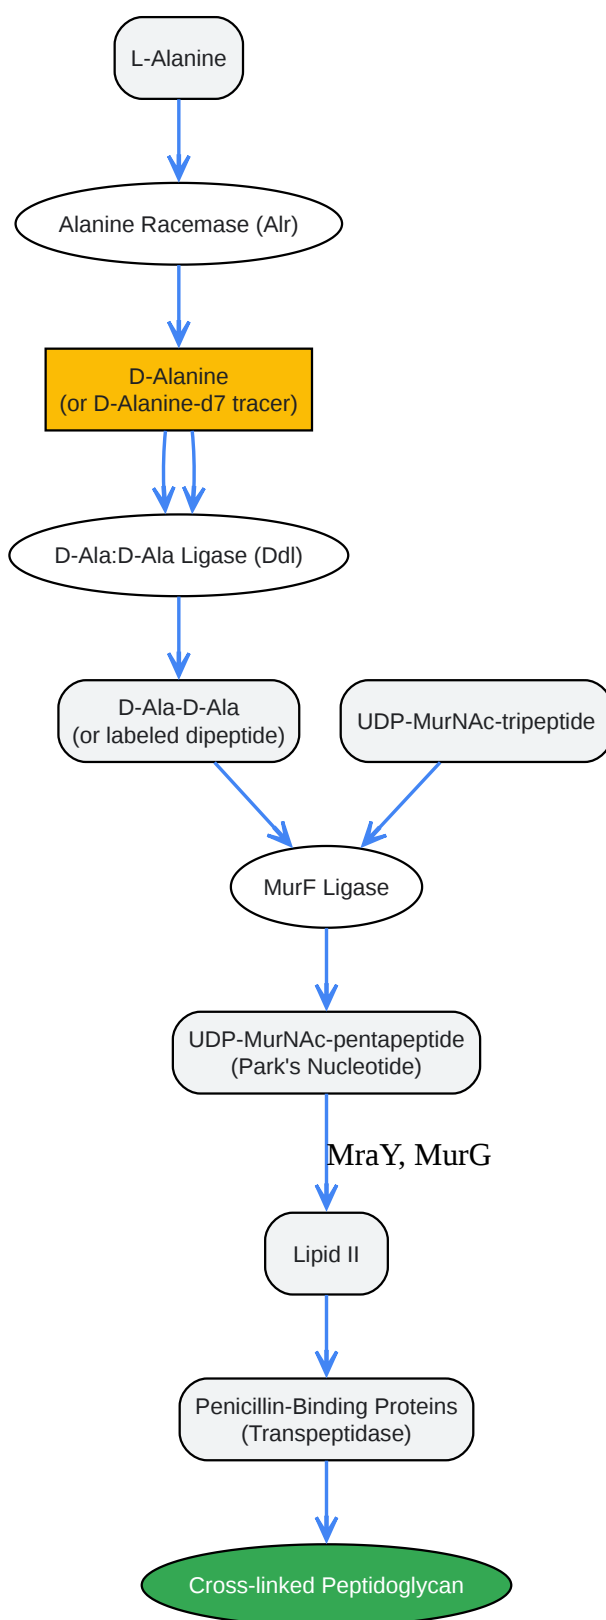 L-Alanine
Alanine Racemase (Alr)
D-Alanine
(or D-Alanine-d7 tracer)
D-Ala:D-Ala Ligase (Ddl)
D-Ala-D-Ala
(or labeled dipeptide)
UDP-MurNAc-tripeptide
MurF Ligase
UDP-MurNAc-pentapeptide
(Park's Nucleotide)
MraY, MurG
Lipid II
Penicillin-Binding Proteins
(Transpeptidase)
Cross-linked Peptidoglycan